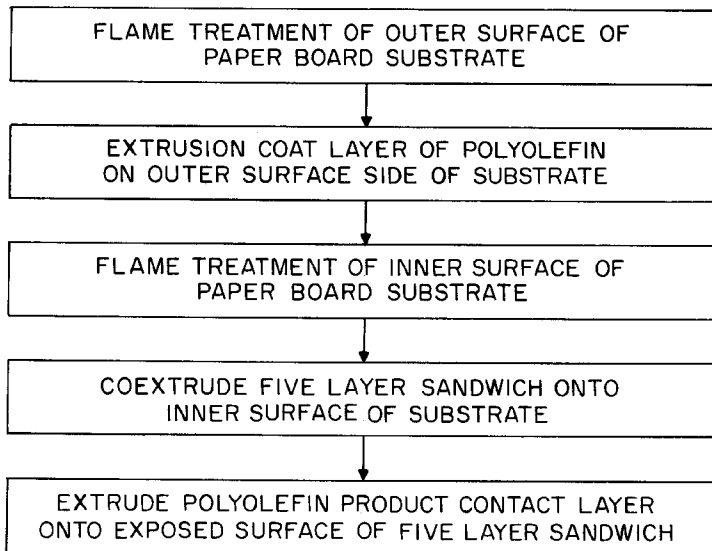 FLAME TREATMENT OF OUTER SURFACE OF
PAPER BOARD SUBSTRATE
EXTRUSION COAT LAYER OF POLYOLEFIN
ON OUTER SURFACE SIDE OF SUBSTRATE
FLAME TREATMENT OF INNER SURFACE OF
PAPER BOARD SUBSTRATE
COEXTRUDE FIVE LAYER SANDWICH ONTO
INNER SURFACE OF SUBSTRATE
EXTRUDE POLYOLEFIN PRODUCT CONTACT LAYER
ONTO EXPOSED SURFACE OF FIVE LAYER SANDWICH